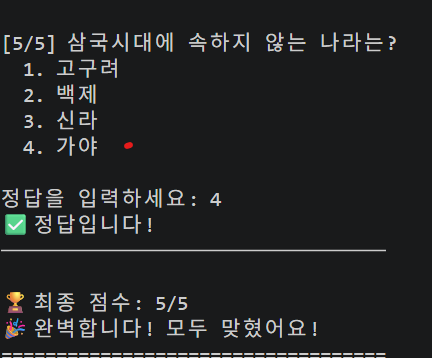 [5/5] 삼국시대에 속하지 않는 나라는?
1. 고구려
2. 백제
3. 신라
4. 가야
정답을 입력하세요: 4
✅ 정답입니다!
🏆 최종 점수: 5/5
🎉 완벽합니다! 모두 맞혔어요!
==================================